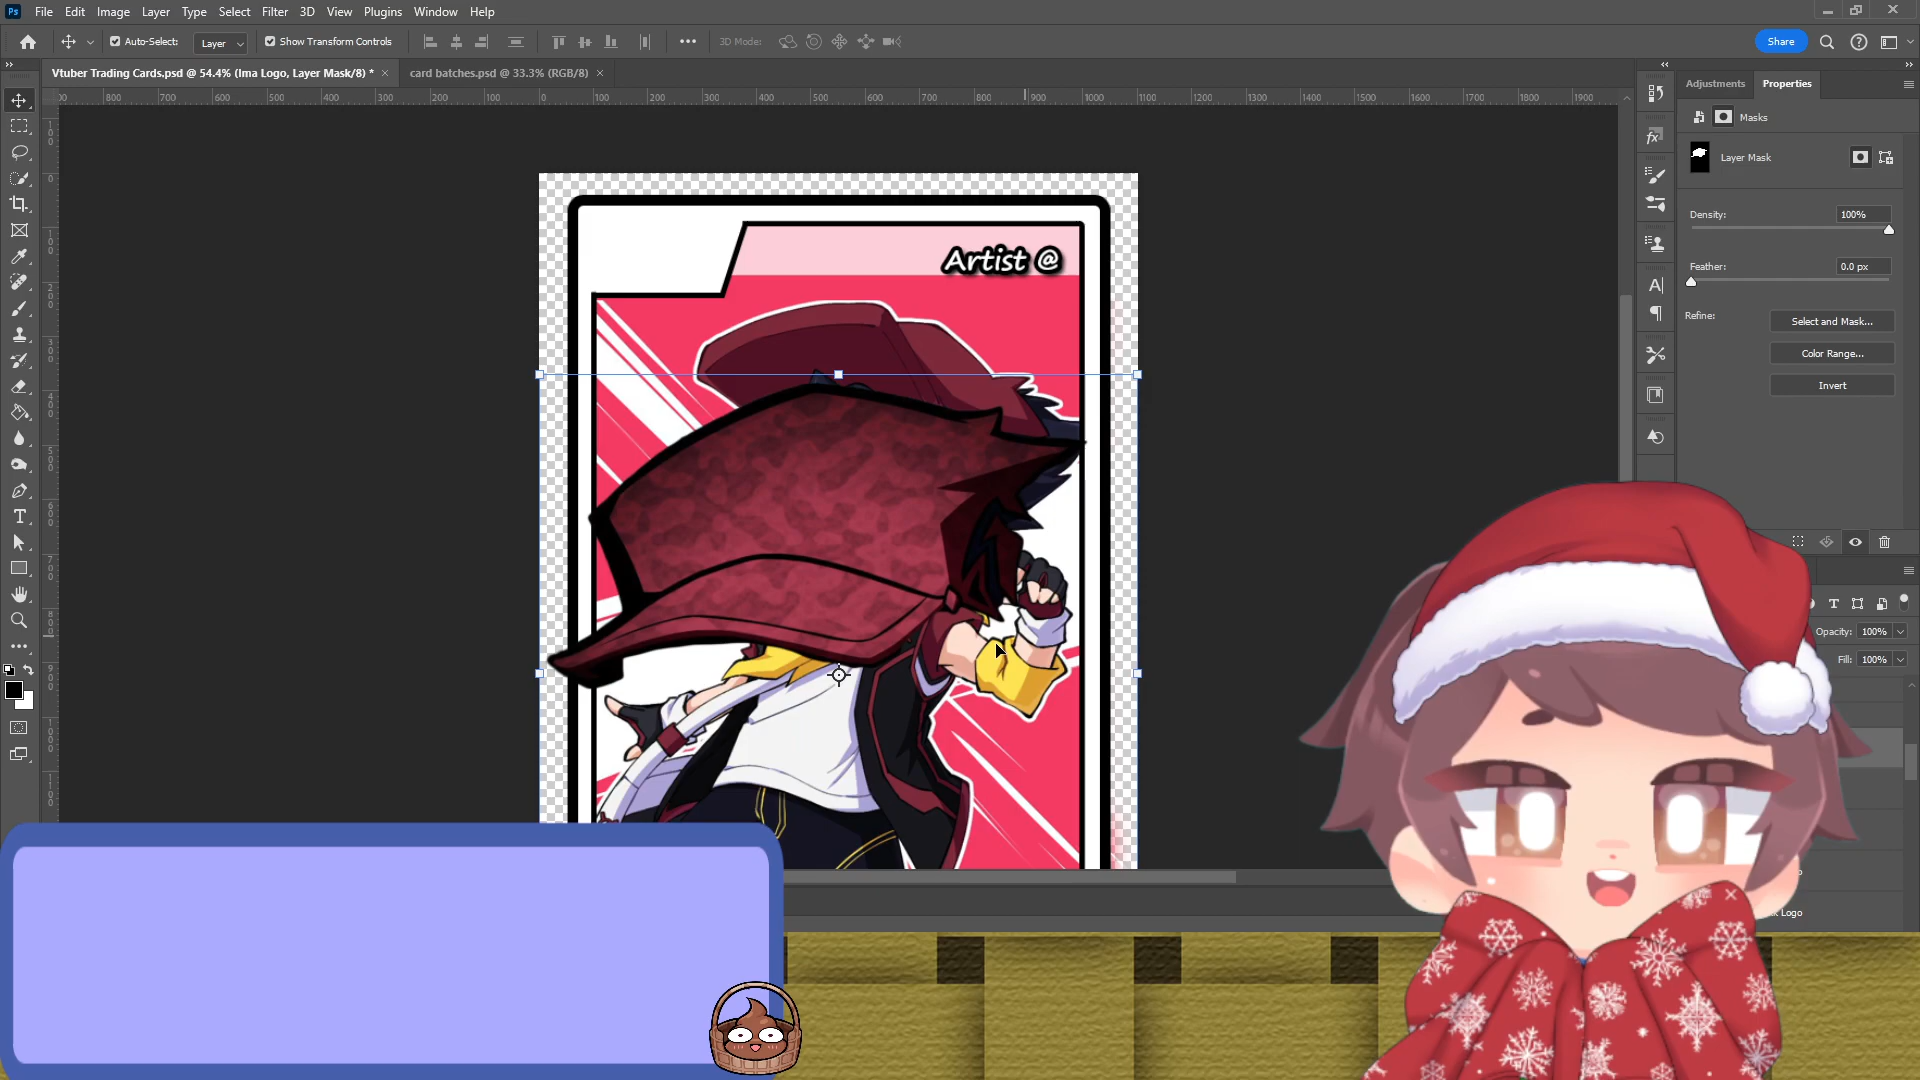 Ps File Edit Image Layer Type Select Filter 3D View Plugins Window Help
Auto-Select: Layer Show Transform Controls 3D Mode: Share
Vtuber Trading Cards.psd @ 54.4% (Ima Logo, Layer Mask/8) * × card batches.psd @ 33.3% (RGB/8) ×
800 700 600 500 400 300 200 100 0 100 200 300 400 500 600 700 800 900 1000 1100 1200 1300 1400 1500 1600 1700 1800 1900
Artist @
Adjustments Properties
Masks
Layer Mask
Density: 100%
Feather: 0.0 px
Refine: Select and Mask...
Color Range...
Invert
Opacity: 100%
Fill: 100%
Logo